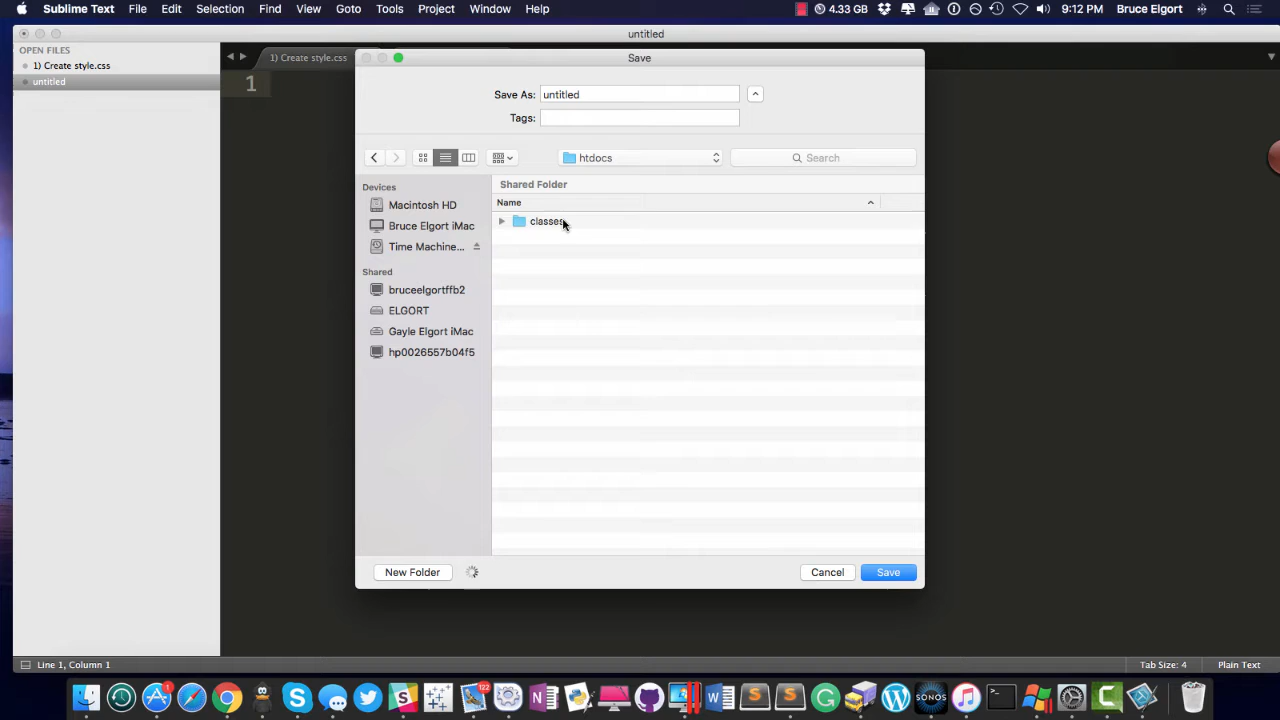 Sublime Text File Edit Selection Find View Goto Tools Project Window Help 4.33 GB 9:12 PM Bruce Elgort
untitled
OPEN FILES
1) Create style.css
untitled
1) Create style.css
1
Save
Save As: untitled
Tags:
htdocs
Search
Devices
Macintosh HD
Bruce Elgort iMac
Time Machine...
Shared
bruceelgortffb2
ELGORT
Gayle Elgort iMac
hp0026557b04f5
Shared Folder
Name
classes
New Folder
Cancel
Save
Line 1, Column 1
Tab Size: 4
Plain Text
122
SONOS